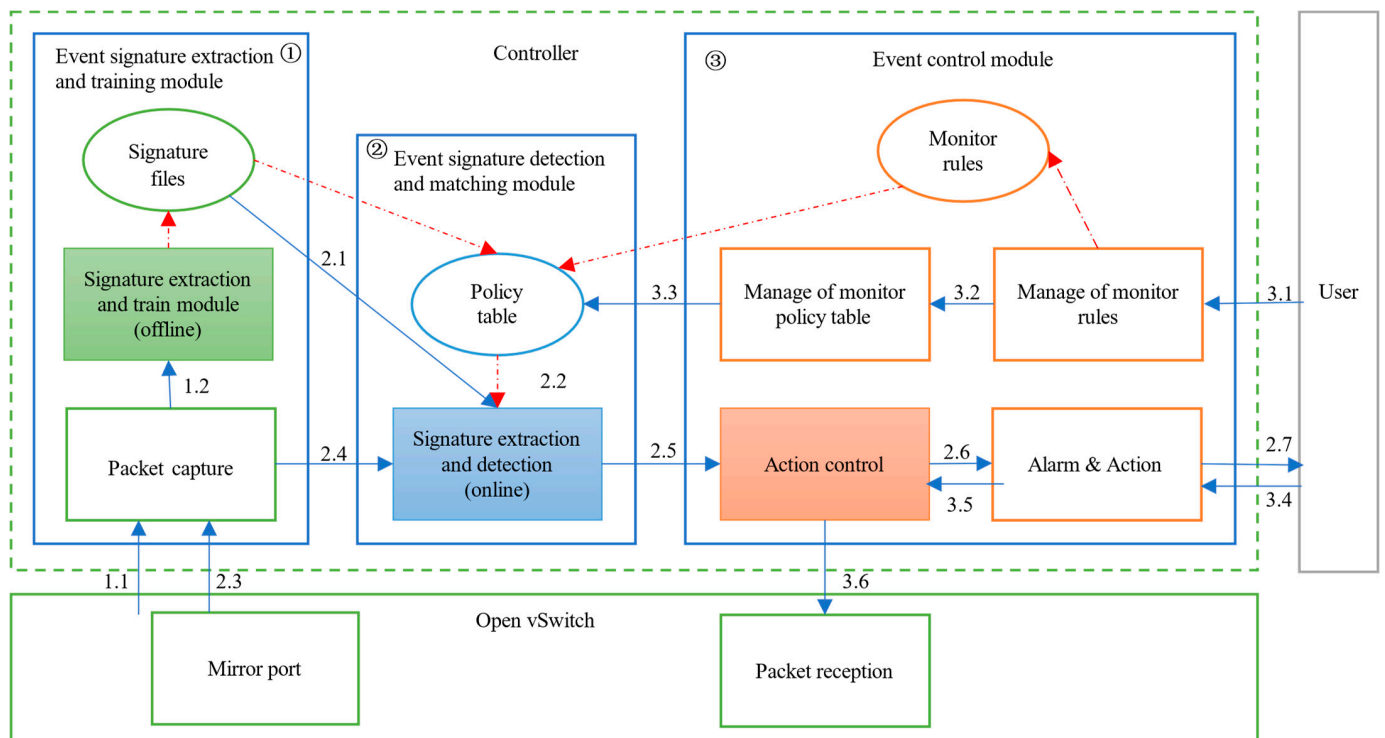 Controller
Event signature extraction ①
and training module
Signature
files
Signature extraction
and train module
(offline)
1.2
Packet capture
1.1
2.3
2.1
2.4
②
Event signature detection
and matching module
Policy
table
2.2
Signature extraction
and detection
(online)
2.5
③
Event control module
Monitor
rules
3.3
Manage of monitor
policy table
3.2
Manage of monitor
rules
3.1
Action control
2.6
3.5
Alarm & Action
2.7
3.4
User
3.6
Open vSwitch
Mirror port
Packet reception